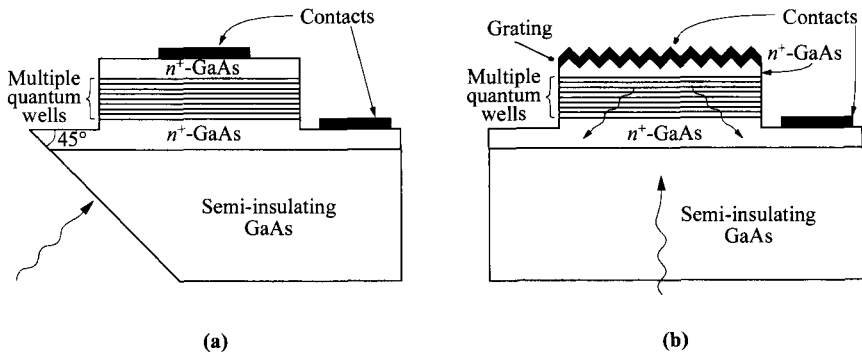 Contacts
n⁺-GaAs
Multiple
quantum
wells
45°
n⁺-GaAs
Semi-insulating
GaAs
(a)
Contacts
Grating
n⁺-GaAs
Multiple
quantum
wells
n⁺-GaAs
Semi-insulating
GaAs
(b)